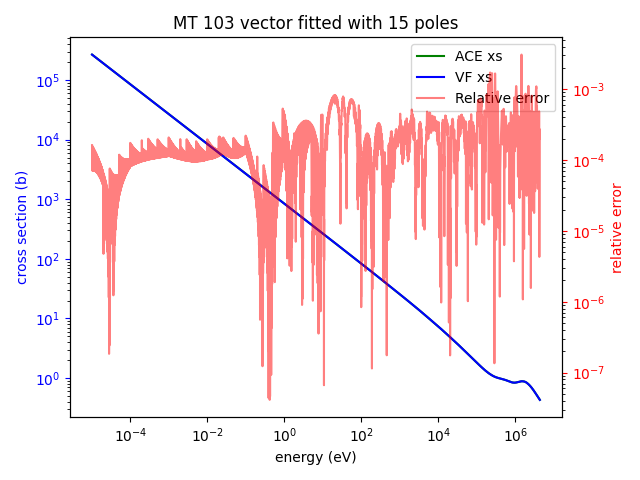 MT 103 vector fitted with 15 poles
ACE xs
VF xs
Relative error
10^5
10^4
10^3
10^2
10^1
10^0
cross section (b)
10^-3
10^-4
10^-5
10^-6
10^-7
relative error
10^-4 10^-2 10^0 10^2 10^4 10^6
energy (eV)